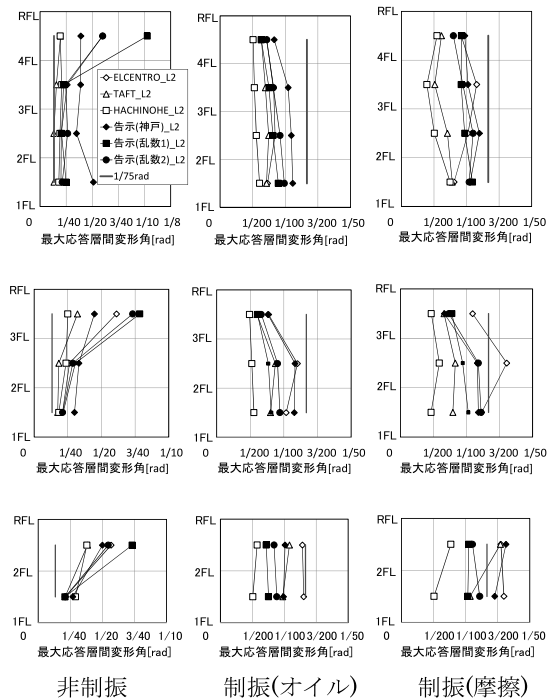 RFL
4FL
3FL
2FL
1FL
0 1/40 1/20 3/40 1/10 1/8
最大応答層間変形角[rad]
ELCENTRO_L2
TAFT_L2
HACHINOHE_L2
告示(神戸)_L2
告示(乱数1)_L2
告示(乱数2)_L2
1/75rad
RFL
4FL
3FL
2FL
1FL
0 1/200 1/100 3/200 1/50
最大応答層間変形角[rad]
RFL
4FL
3FL
2FL
1FL
0 1/200 1/100 3/200 1/50
最大応答層間変形角[rad]
RFL
3FL
2FL
1FL
0 1/40 1/20 3/40 1/10
最大応答層間変形角[rad]
RFL
3FL
2FL
1FL
0 1/200 1/100 3/200 1/50
最大応答層間変形角[rad]
RFL
3FL
2FL
1FL
0 1/200 1/100 3/200 1/50
最大応答層間変形角[rad]
RFL
2FL
1FL
0 1/40 1/20 3/40 1/10
最大応答層間変形角[rad]
RFL
2FL
1FL
0 1/200 1/100 3/200 1/50
最大応答層間変形角[rad]
RFL
2FL
1FL
0 1/200 1/100 3/200 1/50
最大応答層間変形角[rad]
非制振
制振(オイル)
制振(摩擦)